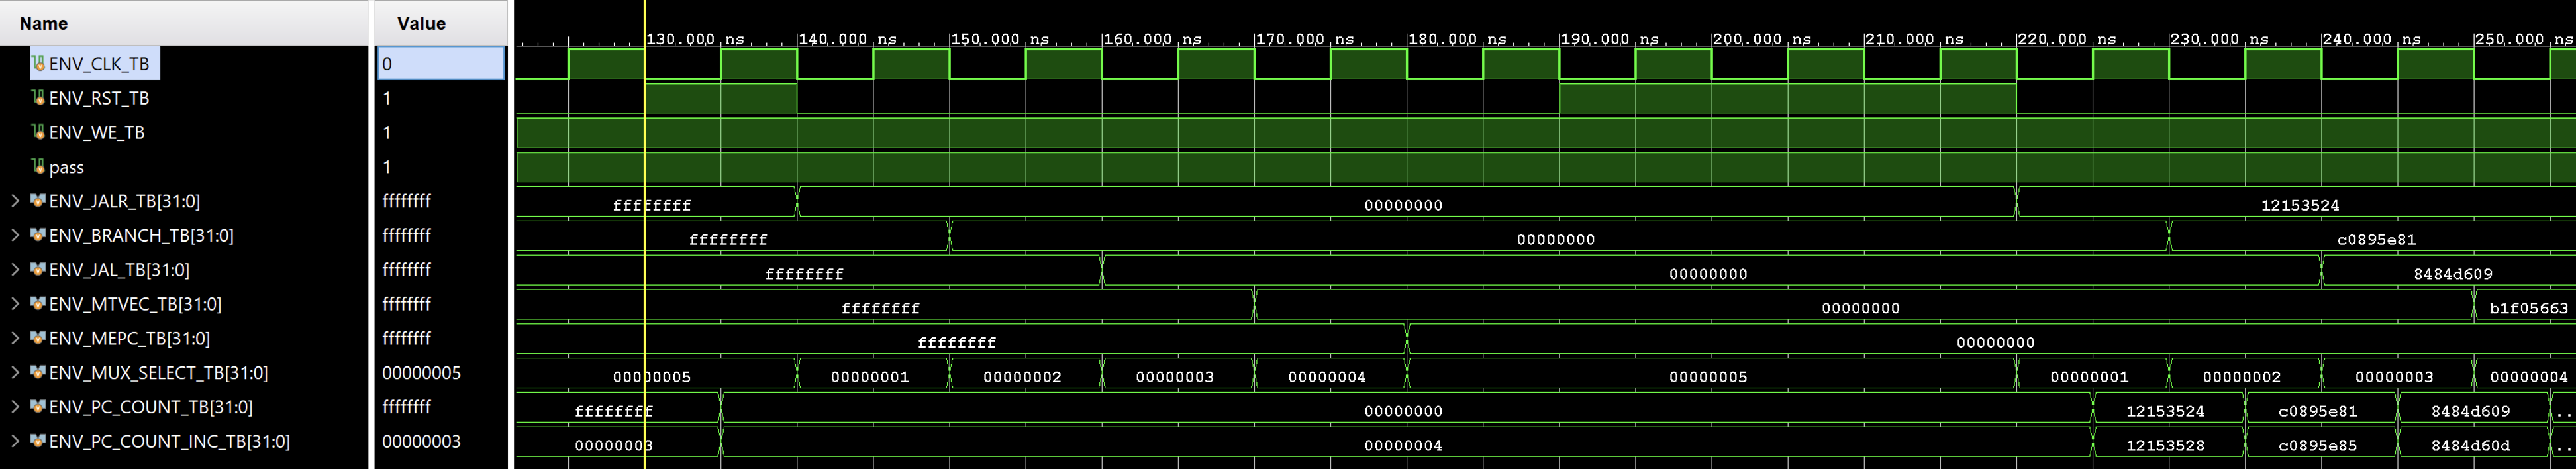 Name Value
130.000 ns 140.000 ns 150.000 ns 160.000 ns 170.000 ns 180.000 ns 190.000 ns 200.000 ns 210.000 ns 220.000 ns 230.000 ns 240.000 ns 250.000 ns
ENV_CLK_TB 0
ENV_RST_TB 1
ENV_WE_TB 1
pass 1
ENV_JALR_TB[31:0] ffffffff ffffffff 00000000 12153524
ENV_BRANCH_TB[31:0] ffffffff ffffffff 00000000 c0895e81
ENV_JAL_TB[31:0] ffffffff ffffffff 00000000 8484d609
ENV_MTVEC_TB[31:0] ffffffff ffffffff 00000000 b1f05663
ENV_MEPC_TB[31:0] ffffffff ffffffff 00000000
ENV_MUX_SELECT_TB[31:0] 00000005 00000005 00000001 00000002 00000003 00000004 00000005 00000001 00000002 00000003 00000004
ENV_PC_COUNT_TB[31:0] ffffffff ffffffff 00000000 12153524 c0895e81 8484d609 ..
ENV_PC_COUNT_INC_TB[31:0] 00000003 00000003 00000004 12153528 c0895e85 8484d60d ..